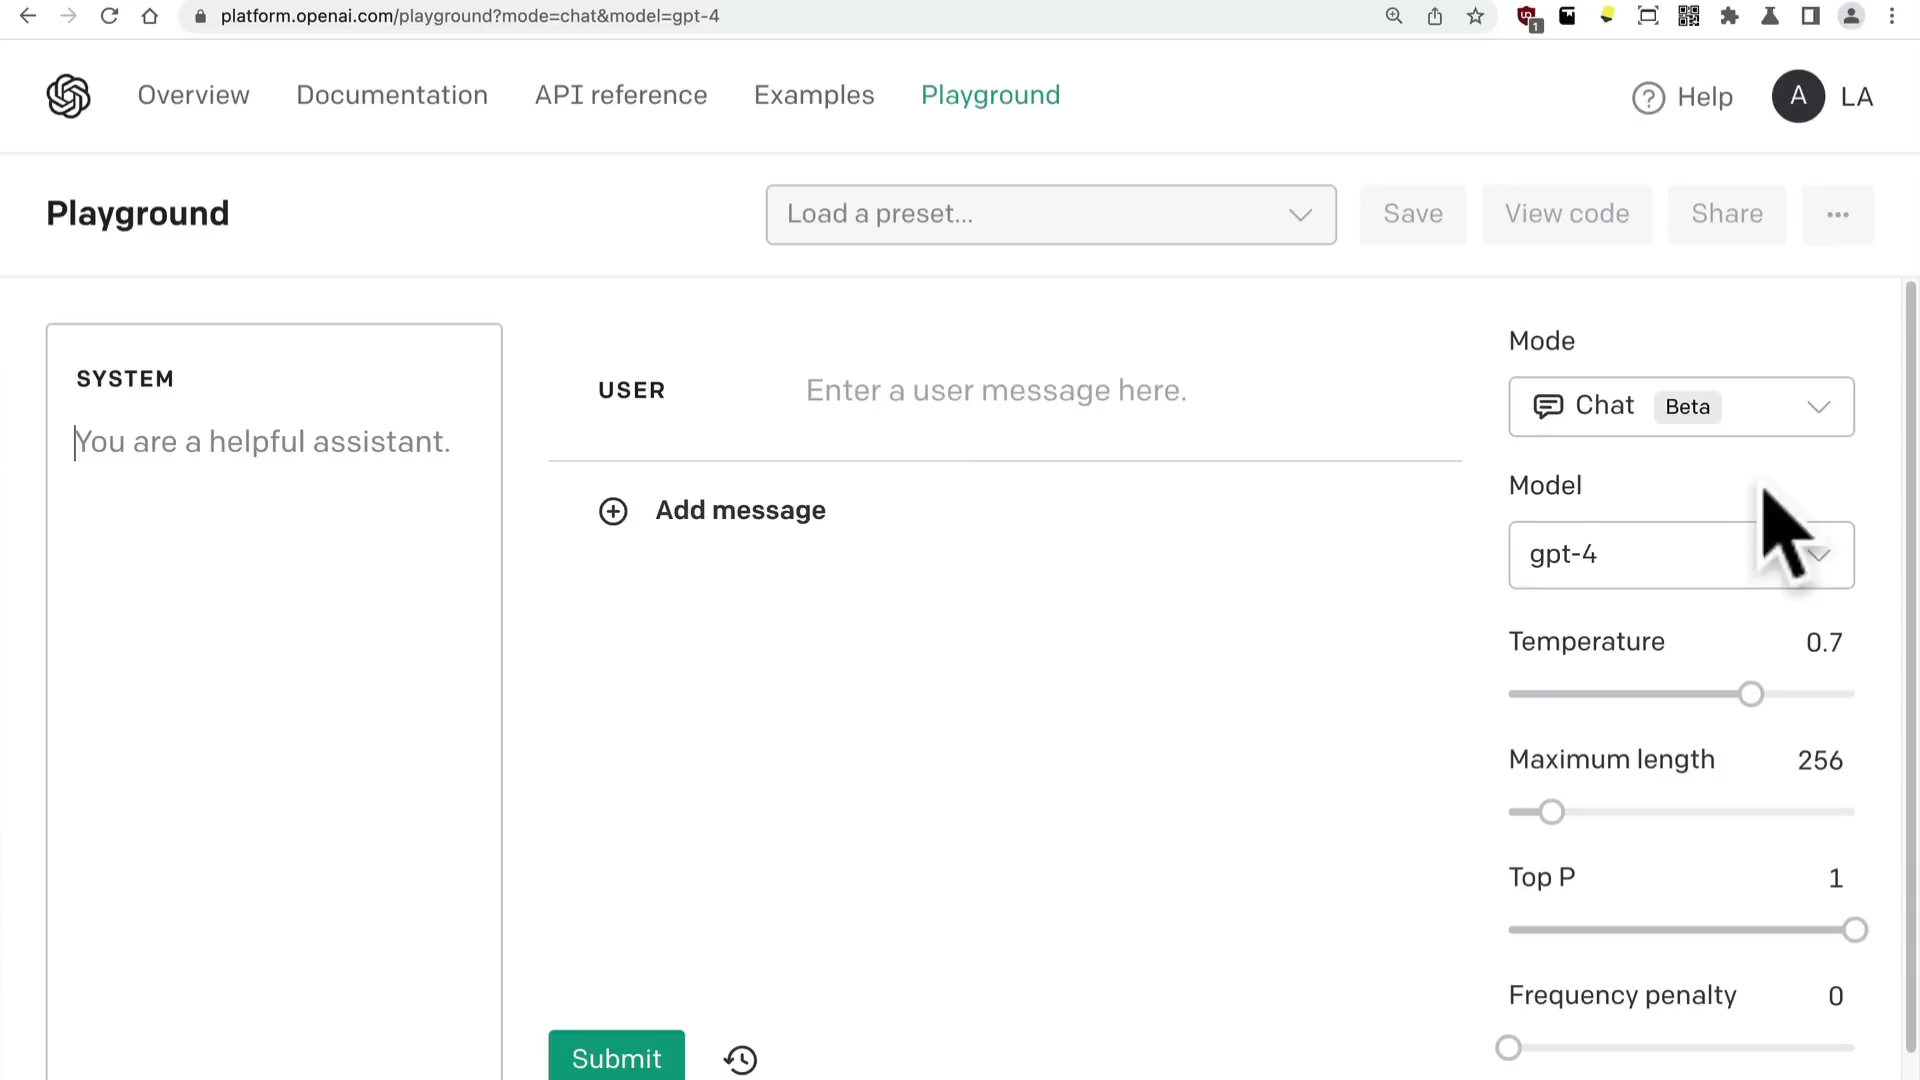 platform.openai.com/playground?mode=chat&model=gpt-4
1
Overview
Documentation
API reference
Examples
Playground
? Help
A
LA
Playground
Load a preset...
Save
View code
Share
...
SYSTEM
You are a helpful assistant.
USER
Enter a user message here.
Add message
Submit
Mode
Chat Beta
Model
gpt-4
Temperature 0.7
Maximum length 256
Top P 1
Frequency penalty 0